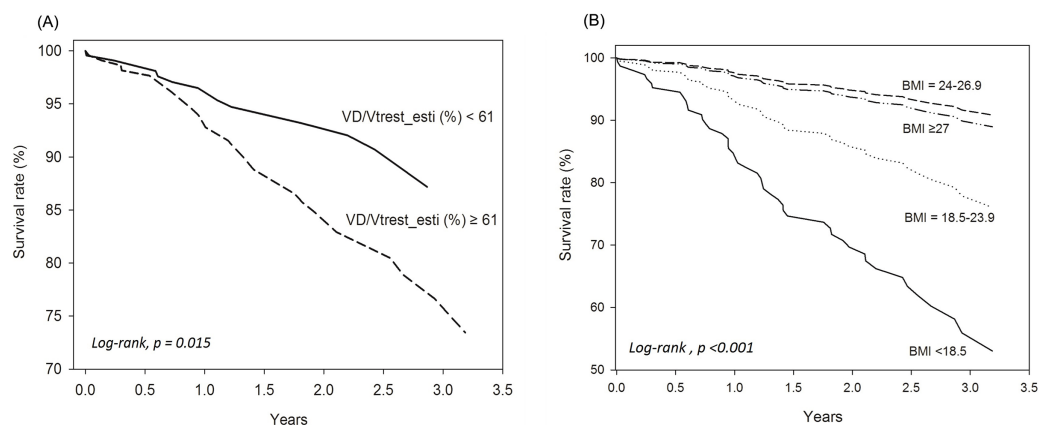 (A)
100
95
90
85
80
75
70
Survival rate (%)
VD/Vtrest_esti (%) < 61
VD/Vtrest_esti (%) ≥ 61
Log-rank, p = 0.015
0.0 0.5 1.0 1.5 2.0 2.5 3.0 3.5
Years
(B)
100
90
80
70
60
50
Survival rate (%)
BMI = 24-26.9
BMI ≥27
BMI = 18.5-23.9
BMI <18.5
Log-rank , p <0.001
0.0 0.5 1.0 1.5 2.0 2.5 3.0 3.5
Years